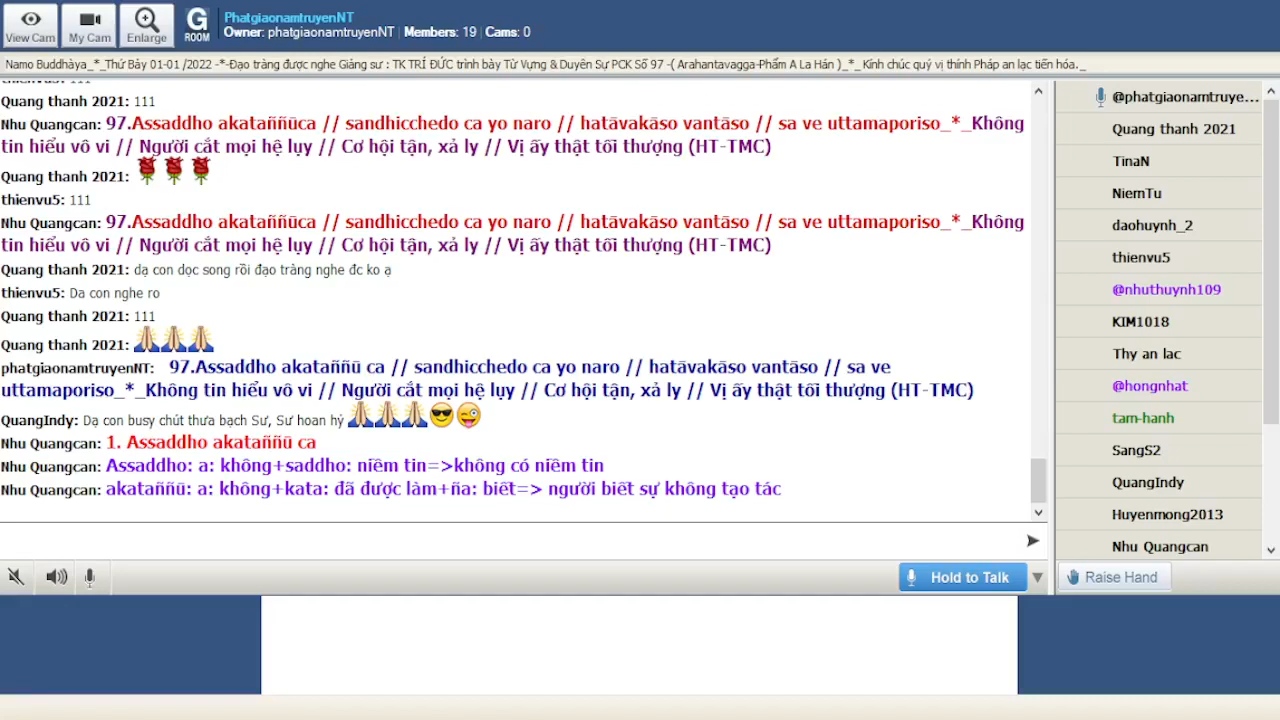 View Cam
My Cam
Enlarge
G
ROOM
PhatgiaonamtruyenNT
Owner: phatgiaonamtruyenNT | Members: 19 | Cams: 0
Namo Buddhàya_*_Thứ Bảy 01-01 /2022 -*-Đạo tràng được nghe Giảng sư : TK TRÍ ĐỨC trình bày Từ Vựng & Duyên Sự PCK Số 97 -( Arahantavagga-Phẩm A La Hán )_*_ Kính chúc quý vị thính Pháp an lạc tiến hóa._
thienvu5: 111
Quang thanh 2021: 111
Nhu Quangcan: 97.Assaddho akataññūca // sandhicchedo ca yo naro // hatāvakāso vantāso // sa ve uttamaporiso_*_Không
tin hiểu vô vi // Người cắt mọi hệ lụy // Cơ hội tận, xả ly // Vị ấy thật tối thượng (HT-TMC)
Quang thanh 2021:
thienvu5: 111
Nhu Quangcan: 97.Assaddho akataññūca // sandhicchedo ca yo naro // hatāvakāso vantāso // sa ve uttamaporiso_*_Không
tin hiểu vô vi // Người cắt mọi hệ lụy // Cơ hội tận, xả ly // Vị ấy thật tối thượng (HT-TMC)
Quang thanh 2021: dạ con dọc song rồi đạo tràng nghe đc ko ạ
thienvu5: Da con nghe ro
Quang thanh 2021: 111
Quang thanh 2021:
phatgiaonamtruyenNT: 97.Assaddho akataññū ca // sandhicchedo ca yo naro // hatāvakāso vantāso // sa ve
uttamaporiso_*_Không tin hiểu vô vi // Người cắt mọi hệ lụy // Cơ hội tận, xả ly // Vị ấy thật tối thượng (HT-TMC)
QuangIndy: Dạ con busy chút thưa bạch Sư, Sư hoan hỷ
Nhu Quangcan: 1. Assaddho akataññū ca
Nhu Quangcan: Assaddho: a: không+saddho: niềm tin=>không có niềm tin
Nhu Quangcan: akataññū: a: không+kata: đã được làm+ña: biết=> người biết sự không tạo tác
Hold to Talk
@phatgiaonamtruye...
Quang thanh 2021
TinaN
NiemTu
daohuynh_2
thienvu5
@nhuthuynh109
KIM1018
Thy an lac
@hongnhat
tam-hanh
SangS2
QuangIndy
Huyenmong2013
Nhu Quangcan
Raise Hand